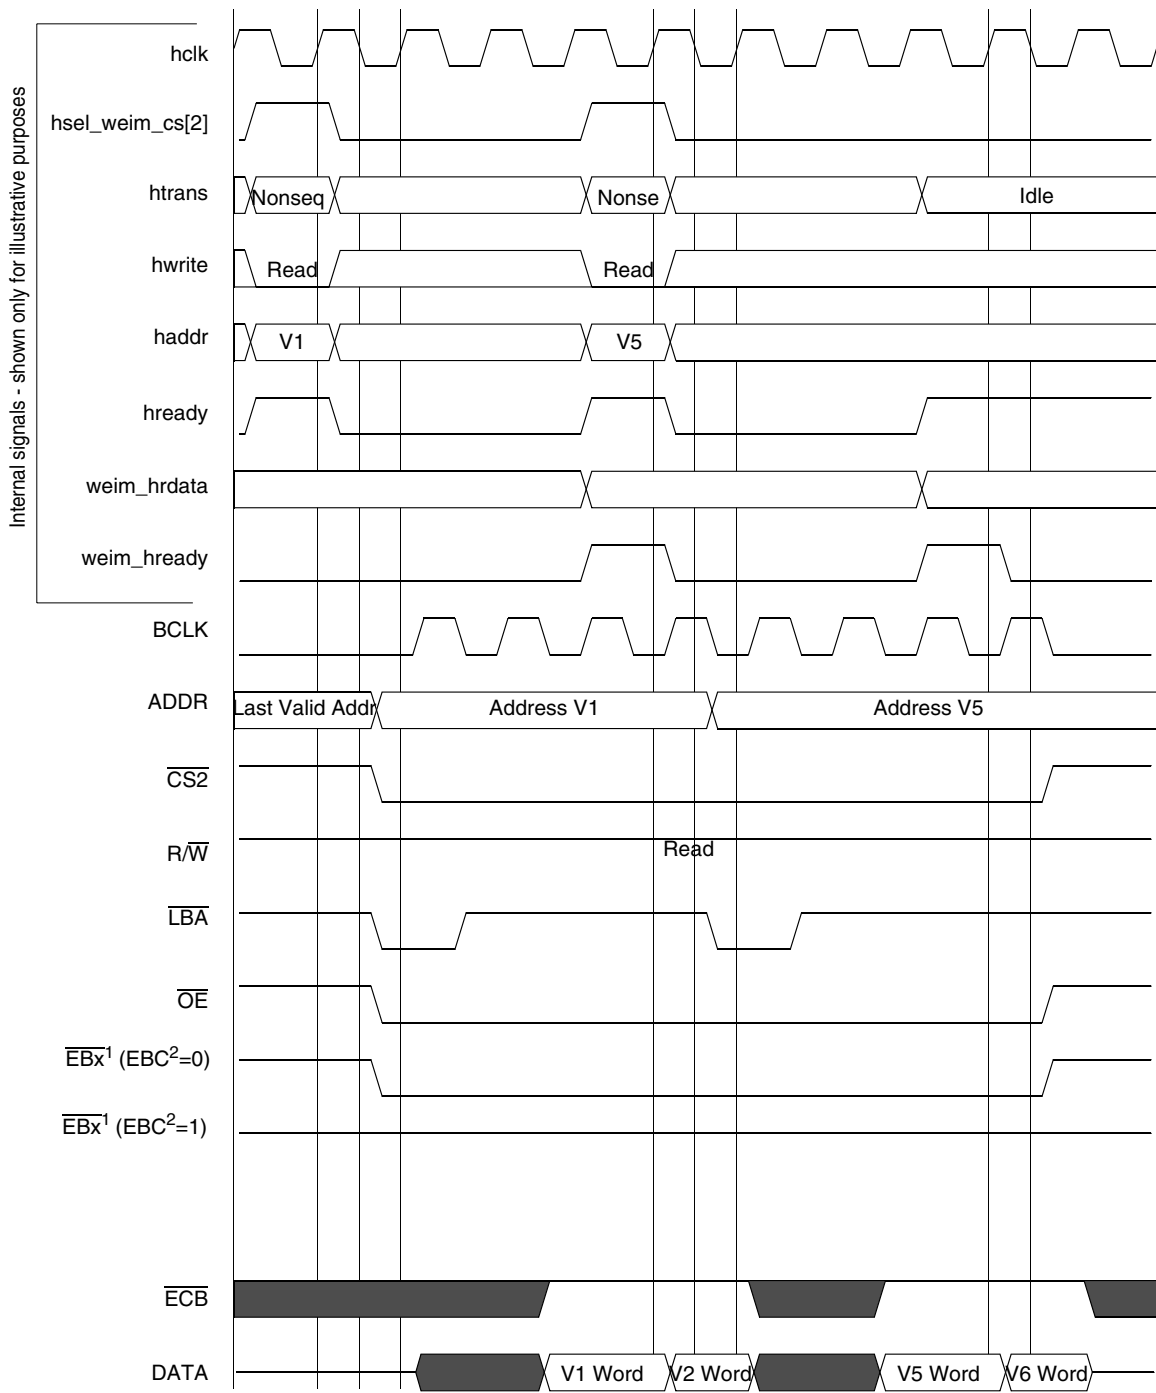 Internal signals - shown only for illustrative purposes
hclk
hsel_weim_cs[2]
htrans Nonseq Nonse Idle
hwrite Read Read
haddr V1 V5
hready
weim_hrdata
weim_hready
BCLK
ADDR Last Valid Addr Address V1 Address V5
CS2
R/W Read
LBA
OE
EBx¹ (EBC²=0)
EBx¹ (EBC²=1)
ECB
DATA V1 Word V2 Word V5 Word V6 Word